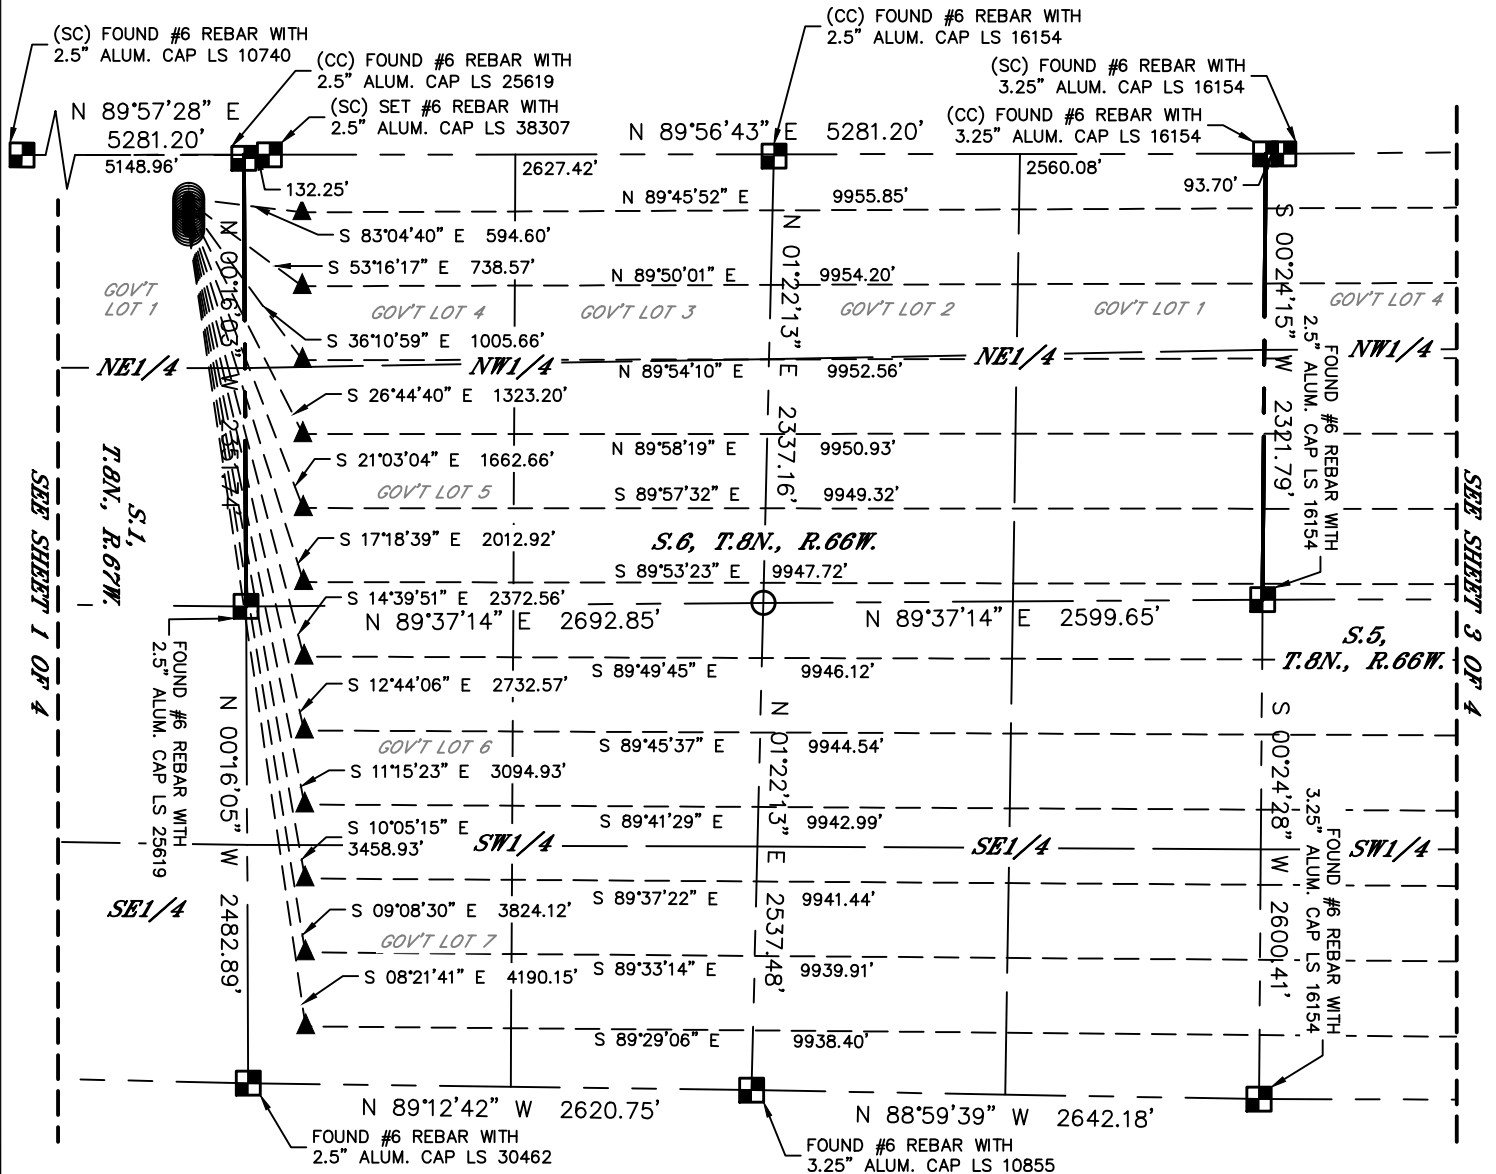 (SC) FOUND #6 REBAR WITH
2.5” ALUM. CAP LS 10740
(CC) FOUND #6 REBAR WITH
2.5” ALUM. CAP LS 25619
(SC) SET #6 REBAR WITH
2.5” ALUM. CAP LS 38307
(CC) FOUND #6 REBAR WITH
2.5” ALUM. CAP LS 16154
(SC) FOUND #6 REBAR WITH
3.25” ALUM. CAP LS 16154
(CC) FOUND #6 REBAR WITH
3.25” ALUM. CAP LS 16154
N 89°57’28” E
5281.20’
5148.96’
132.25’
N 89°56’43” E 5281.20’
2627.42’
2560.08’
93.70’
N 89°45’52” E 9955.85’
S 83°04’40” E 594.60’
S 53°16’17” E 738.57’
N 89°50’01” E 9954.20’
GOV’T
LOT 1
GOV’T LOT 4
GOV’T LOT 3
GOV’T LOT 2
GOV’T LOT 1
GOV’T LOT 4
S 36°10’59” E 1005.66’
NE1/4
NW1/4
NE1/4
NW1/4
N 89°54’10” E 9952.56’
S 26°44’40” E 1323.20’
N 89°58’19” E 9950.93’
S 21°03’04” E 1662.66’
GOV’T LOT 5
S 89°57’32” E 9949.32’
S 17°18’39” E 2012.92’
S.6, T.8N., R.66W.
S 89°53’23” E 9947.72’
S 14°39’51” E 2372.56’
N 89°37’14” E 2692.85’
N 89°37’14” E 2599.65’
S.5,
T.8N., R.66W.
S 89°49’45” E 9946.12’
S 12°44’06” E 2732.57’
GOV’T LOT 6
S 89°45’37” E 9944.54’
S 11°15’23” E 3094.93’
S 89°41’29” E 9942.99’
S 10°05’15” E
3458.93’
SW1/4
SE1/4
SW1/4
SE1/4
S 89°37’22” E 9941.44’
S 09°08’30” E 3824.12’
GOV’T LOT 7
S 89°33’14” E 9939.91’
S 08°21’41” E 4190.15’
S 89°29’06” E 9938.40’
N 89°12’42” W 2620.75’
N 88°59’39” W 2642.18’
FOUND #6 REBAR WITH
2.5” ALUM. CAP LS 30462
FOUND #6 REBAR WITH
3.25” ALUM. CAP LS 10855
SEE SHEET 1 OF 4
S.1,
T.8N., R.67W.
N 00°16’03” W 2351.74’
FOUND #6 REBAR WITH
2.5” ALUM. CAP LS 25619
N 00°16’05” W 2482.89’
N 01°22’13” E 2337.16’
N 01°22’13” E 2537.48’
S 00°24’15” W 2321.79’
FOUND #6 REBAR WITH
2.5” ALUM. CAP LS 16154
S 00°24’28” W 2600.41’
FOUND #6 REBAR WITH
3.25” ALUM. CAP LS 16154
SEE SHEET 3 OF 4